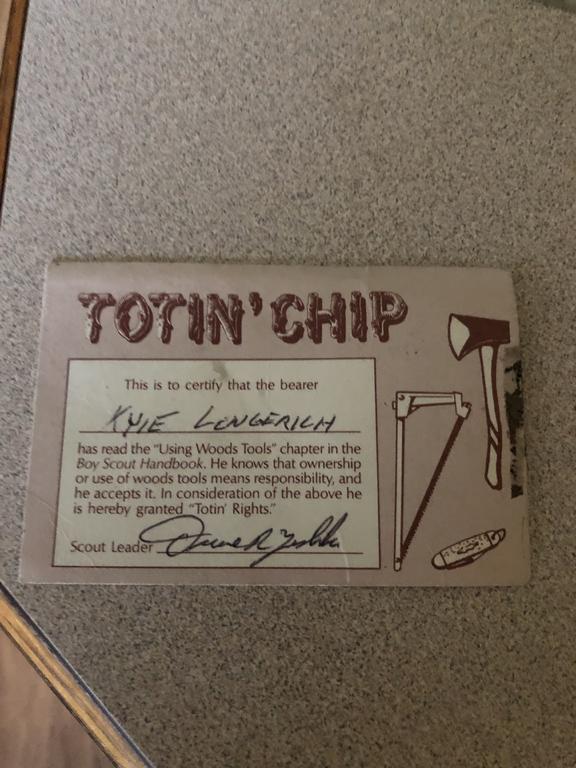 TOTIN' CHIP
This is to certify that the bearer
KYLE LENGERICH
has read the "Using Woods Tools" chapter in the
Boy Scout Handbook. He knows that ownership
or use of woods tools means responsibility, and
he accepts it. In consideration of the above he
is hereby granted "Totin' Rights."
Scout Leader